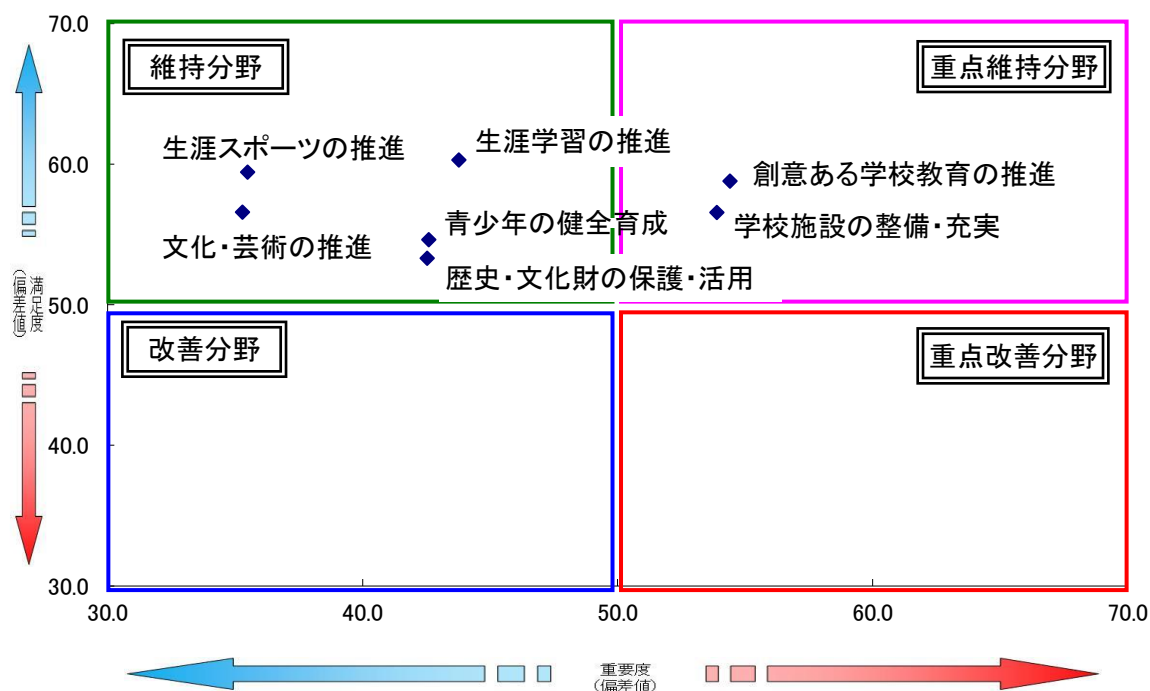 70.0
維持分野
重点維持分野
生涯スポーツの推進
生涯学習の推進
60.0
創意ある学校教育の推進
青少年の健全育成
学校施設の整備・充実
文化・芸術の推進
歴史・文化財の保護・活用
満足度
(偏差値)
50.0
改善分野
重点改善分野
40.0
30.0
30.0 40.0 50.0 60.0 70.0
重要度
(偏差値)